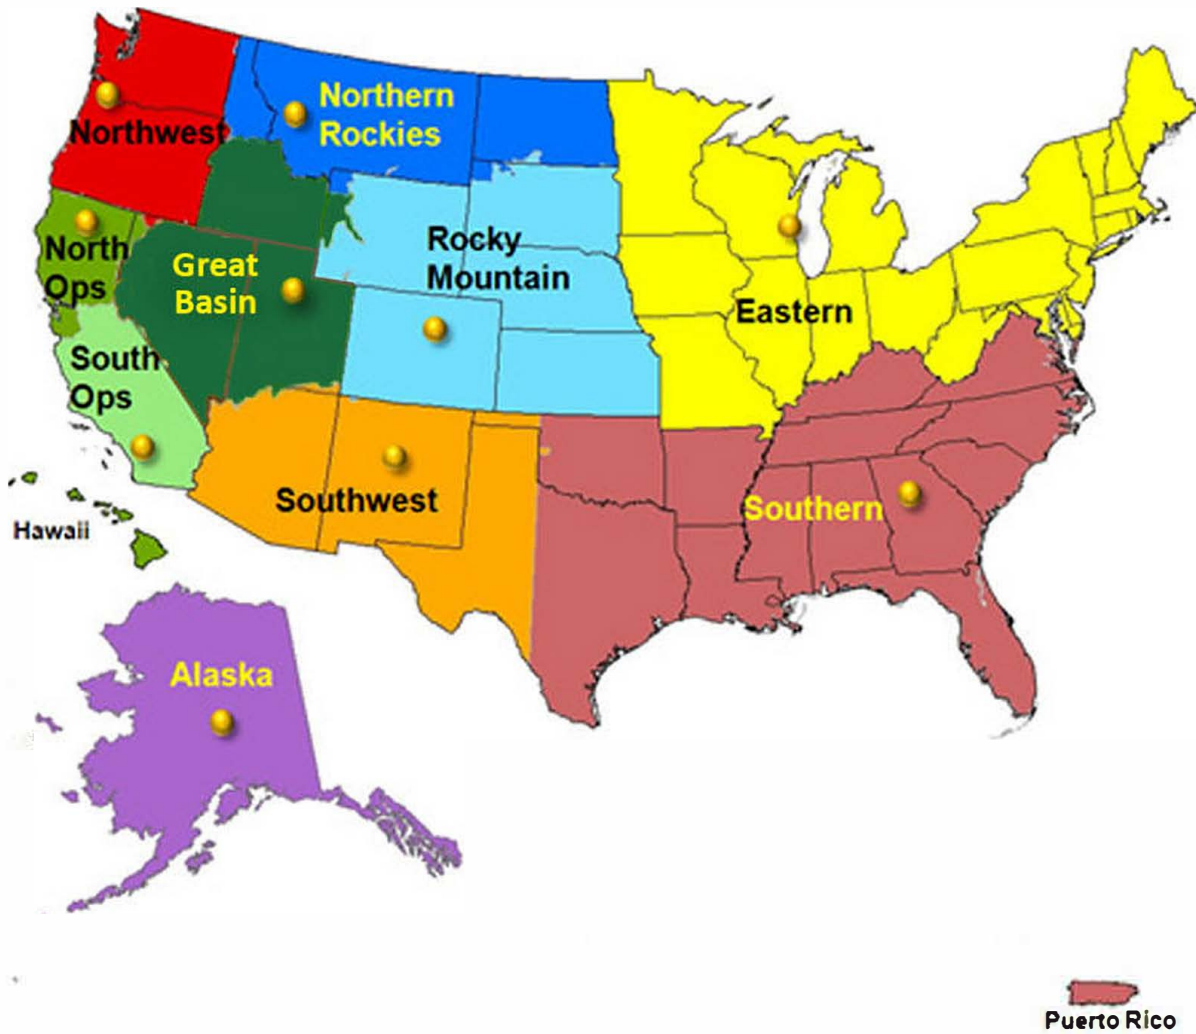 Northern
Rockies
Northwest
North
Ops
Great
Basin
Rocky
Mountain
Eastern
South
Ops
Southwest
Southern
Hawaii
Alaska
Puerto Rico